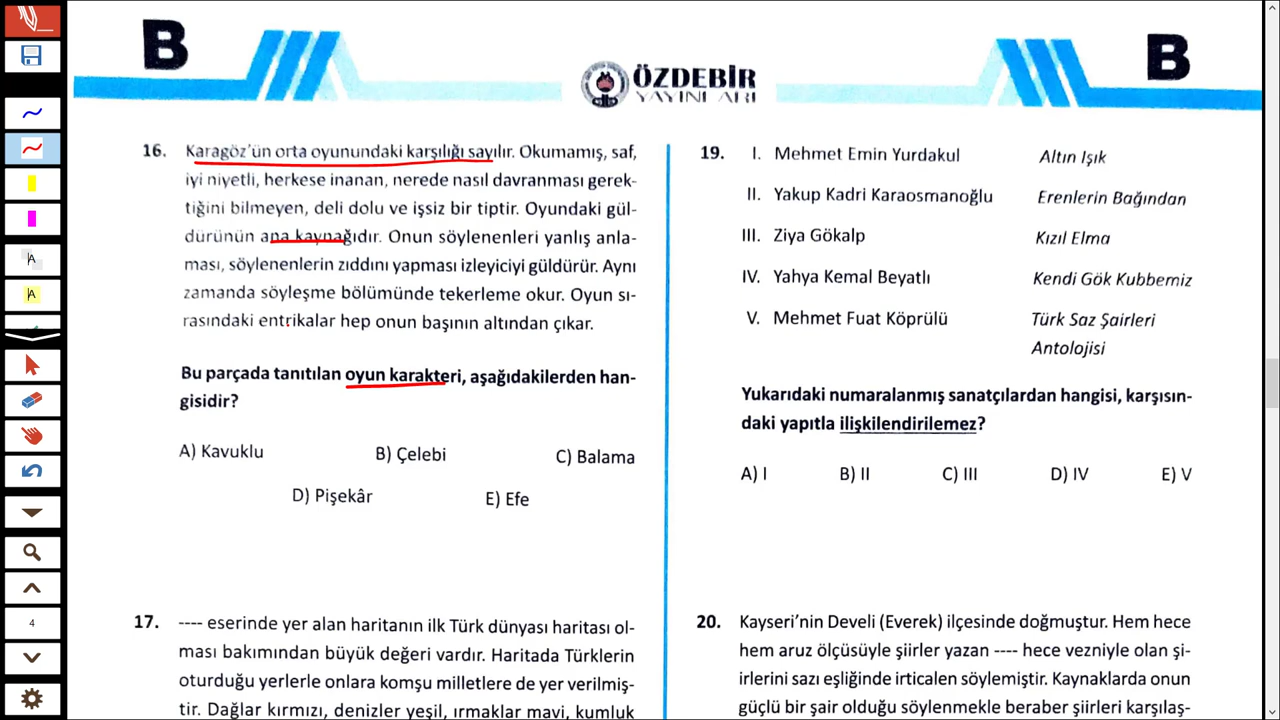 B
ÖZDEBİR
YAYINLARI
B
16. Karagöz'ün orta oyunundaki karşılığı sayılır. Okumamış, saf,
iyi niyetli, herkese inanan, nerede nasıl davranması gerek-
tiğini bilmeyen, deli dolu ve işsiz bir tiptir. Oyundaki gül-
dürünün ana kaynağıdır. Onun söylenenleri yanlış anla-
ması, söylenenlerin zıddını yapması izleyiciyi güldürür. Aynı
zamanda söyleşme bölümünde tekerleme okur. Oyun sı-
rasındaki entrikalar hep onun başının altından çıkar.
Bu parçada tanıtılan oyun karakteri, aşağıdakilerden han-
gisidir?
A) Kavuklu B) Çelebi C) Balama
D) Pişekâr E) Efe
17. ---- eserinde yer alan haritanın ilk Türk dünyası haritası ol-
ması bakımından büyük değeri vardır. Haritada Türklerin
oturduğu yerlerle onlara komşu milletlere de yer verilmiş-
tir. Dağlar kırmızı, denizler yeşil, ırmaklar mavi, kumluk
19. I. Mehmet Emin Yurdakul Altın Işık
II. Yakup Kadri Karaosmanoğlu Erenlerin Bağından
III. Ziya Gökalp Kızıl Elma
IV. Yahya Kemal Beyatlı Kendi Gök Kubbemiz
V. Mehmet Fuat Köprülü Türk Saz Şairleri
Antolojisi
Yukarıdaki numaralanmış sanatçılardan hangisi, karşısın-
daki yapıtla ilişkilendirilemez?
A) I B) II C) III D) IV E) V
20. Kayseri'nin Develi (Everek) ilçesinde doğmuştur. Hem hece
hem aruz ölçüsüyle şiirler yazan ---- hece vezniyle olan şi-
irlerini sazı eşliğinde irticalen söylemiştir. Kaynaklarda onun
güçlü bir şair olduğu söylenmekle beraber şiirleri karşılaş-
A
A
4